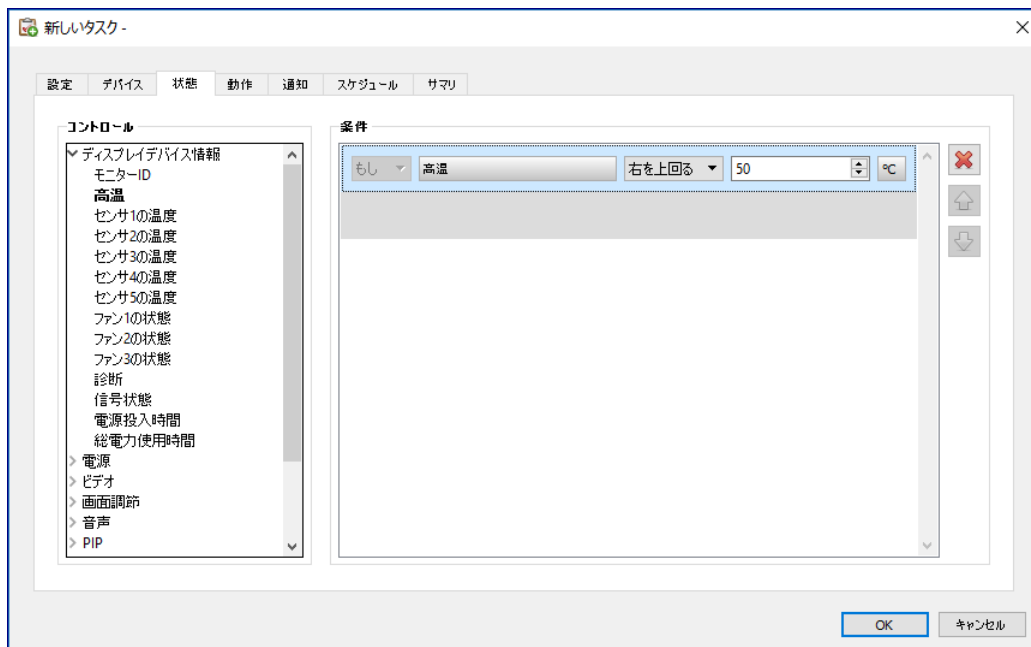 新しいタスク -
設定 デバイス 状態 動作 通知 スケジュール サマリ
コントロール
ディスプレイデバイス情報
モニターID
高温
センサ1の温度
センサ2の温度
センサ3の温度
センサ4の温度
センサ5の温度
ファン1の状態
ファン2の状態
ファン3の状態
診断
信号状態
電源投入時間
総電力使用時間
電源
ビデオ
画面調節
音声
PIP
条件
もし 高温 右を上回る 50 ℃
OK キャンセル